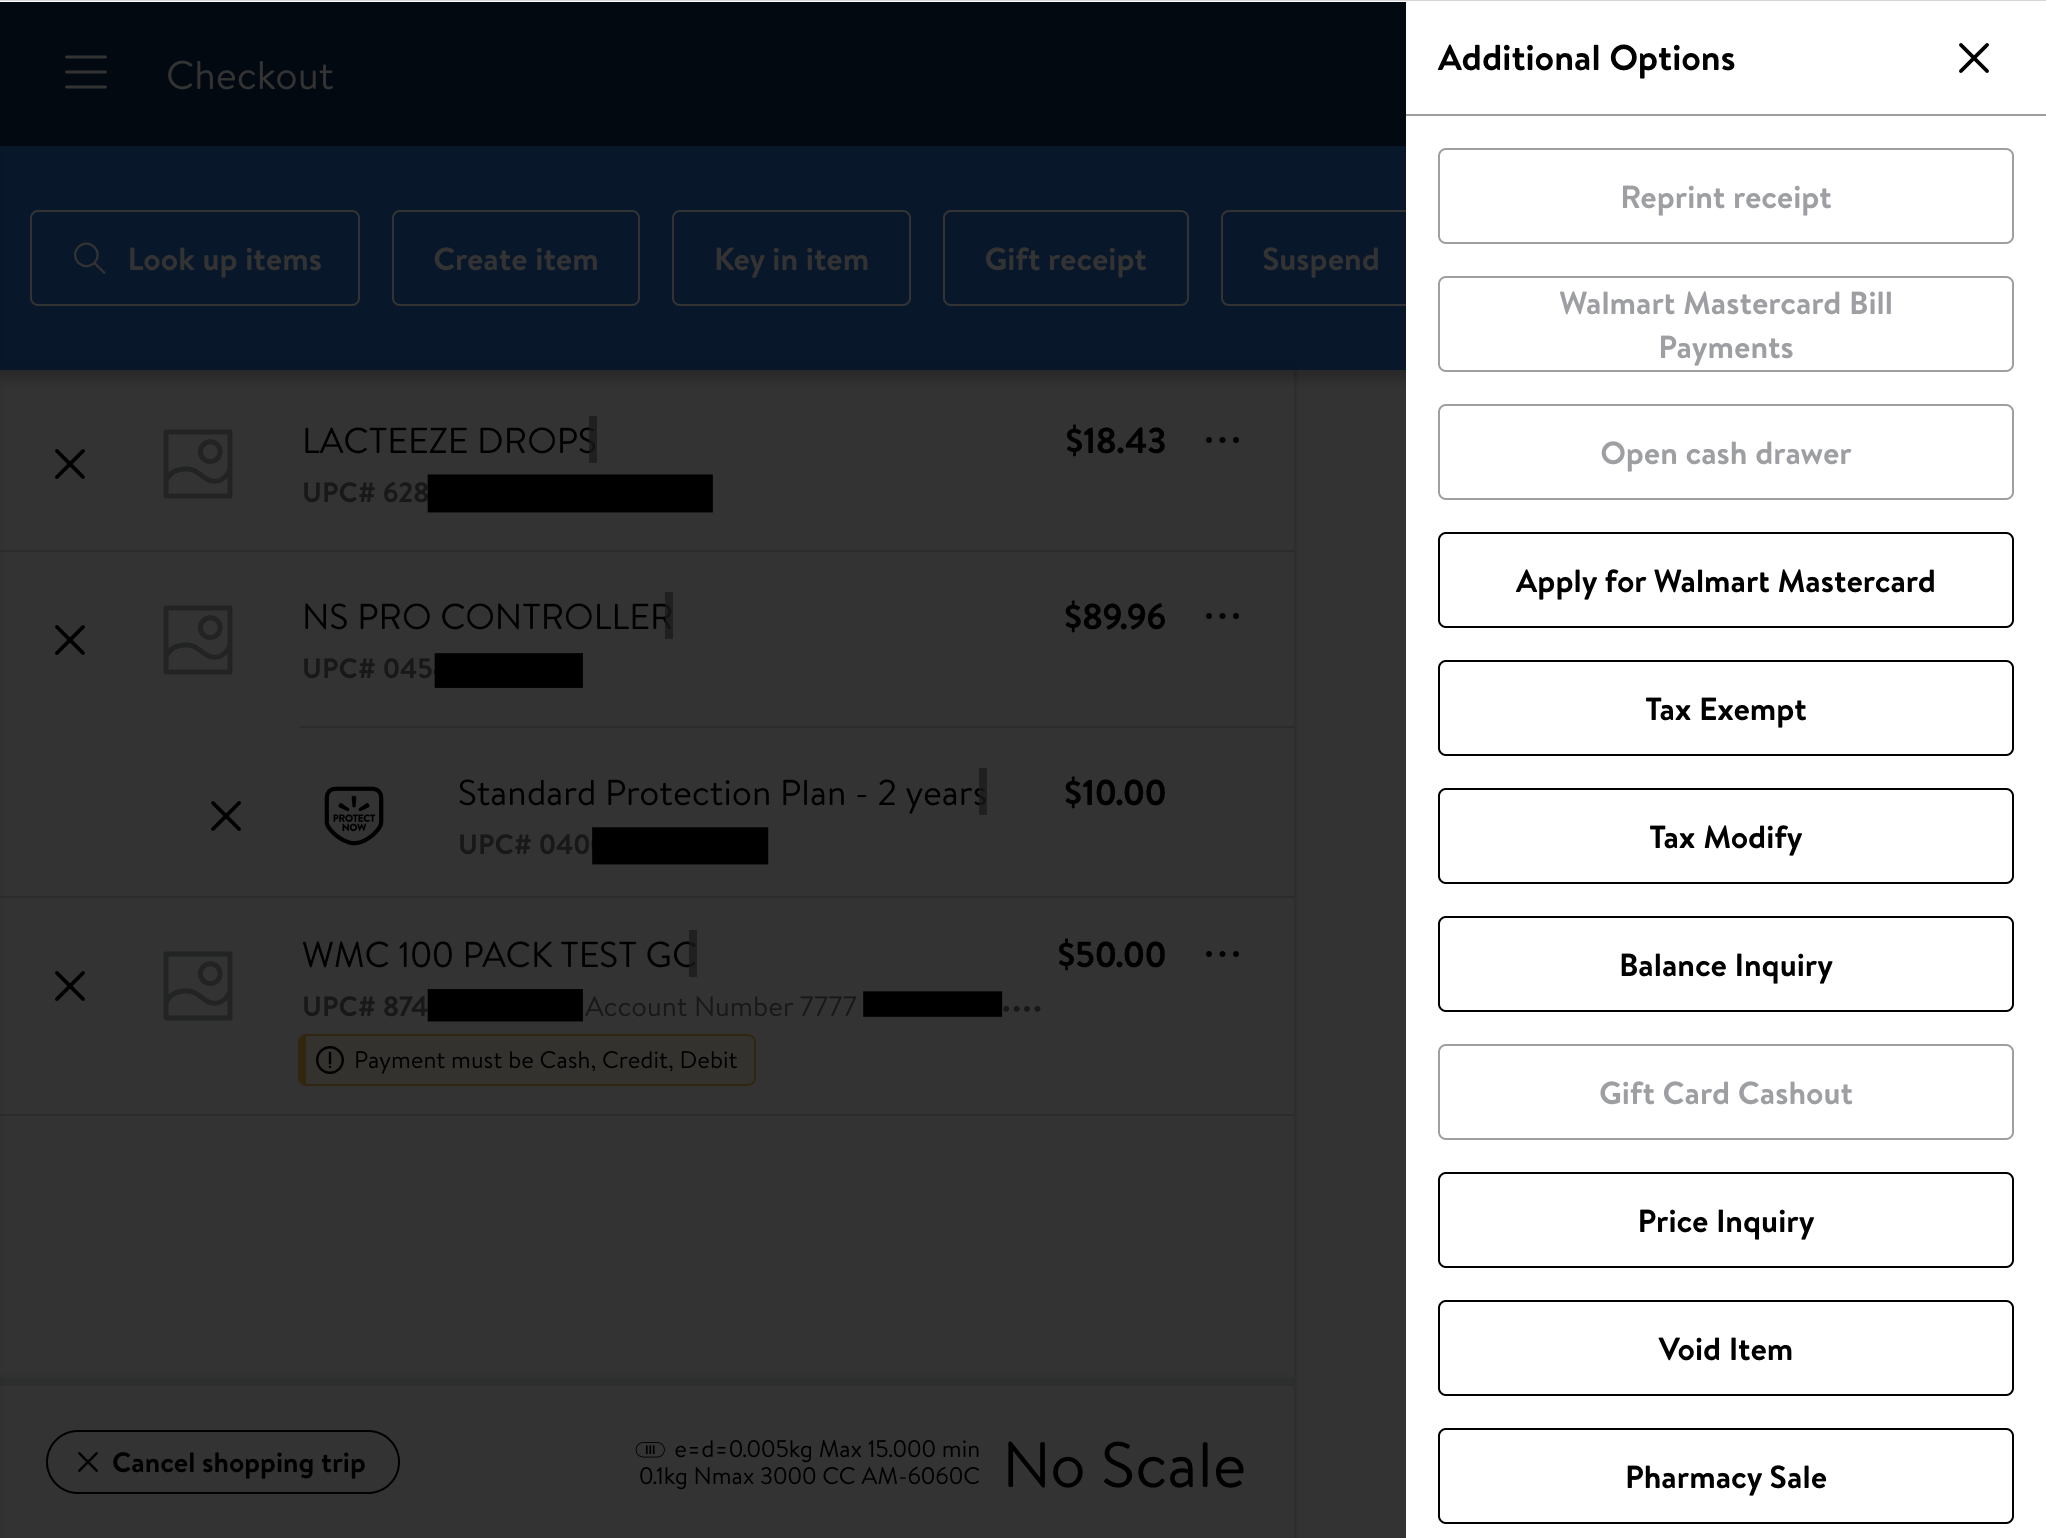 Checkout
Additional Options
Look up items
Create item
Key in item
Gift receipt
Suspend
LACTEEZE DROPS
$18.43
UPC# 628
NS PRO CONTROLLER
$89.96
UPC# 045
PROTECT
NOW
Standard Protection Plan - 2 years
$10.00
UPC# 040
WMC 100 PACK TEST GC
$50.00
UPC# 874
Account Number 7777
....
Payment must be Cash, Credit, Debit
Cancel shopping trip
e=d=0.005kg Max 15.000 min
0.1kg Nmax 3000 CC AM-6060C
No Scale
Reprint receipt
Walmart Mastercard Bill
Payments
Open cash drawer
Apply for Walmart Mastercard
Tax Exempt
Tax Modify
Balance Inquiry
Gift Card Cashout
Price Inquiry
Void Item
Pharmacy Sale